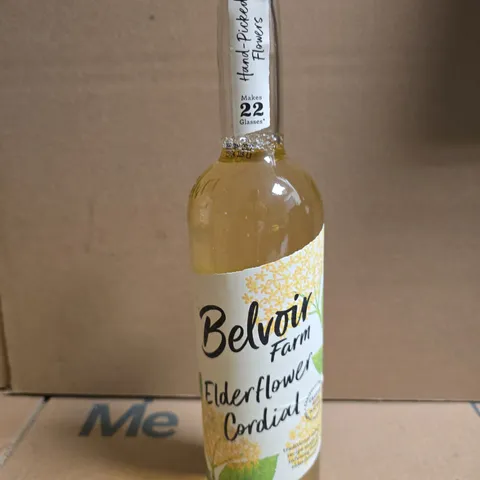 Hand-Picked
Flowers
Makes
22
Glasses*
Belvoir
Farm
Elderflower
Cordial
Me